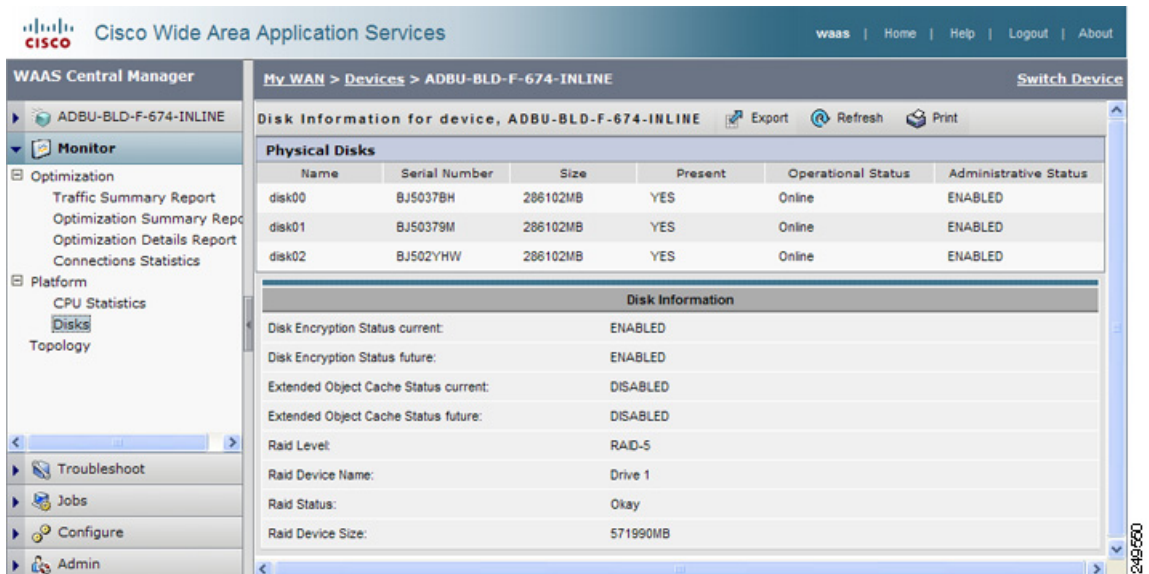 CISCO Cisco Wide Area Application Services waas | Home | Help | Logout | About
WAAS Central Manager
ADBU-BLD-F-674-INLINE
Monitor
Optimization
Traffic Summary Report
Optimization Summary Repo
Optimization Details Report
Connections Statistics
Platform
CPU Statistics
Disks
Topology
Troubleshoot
Jobs
Configure
Admin
My WAN > Devices > ADBU-BLD-F-674-INLINE Switch Device
Disk Information for device, ADBU-BLD-F-674-INLINE Export Refresh Print
Physical Disks
Name Serial Number Size Present Operational Status Administrative Status
disk00 BJ5037BH 286102MB YES Online ENABLED
disk01 BJ50379M 286102MB YES Online ENABLED
disk02 BJ502YHW 286102MB YES Online ENABLED
Disk Information
Disk Encryption Status current: ENABLED
Disk Encryption Status future: ENABLED
Extended Object Cache Status current: DISABLED
Extended Object Cache Status future: DISABLED
Raid Level: RAID-5
Raid Device Name: Drive 1
Raid Status: Okay
Raid Device Size: 571990MB
249550